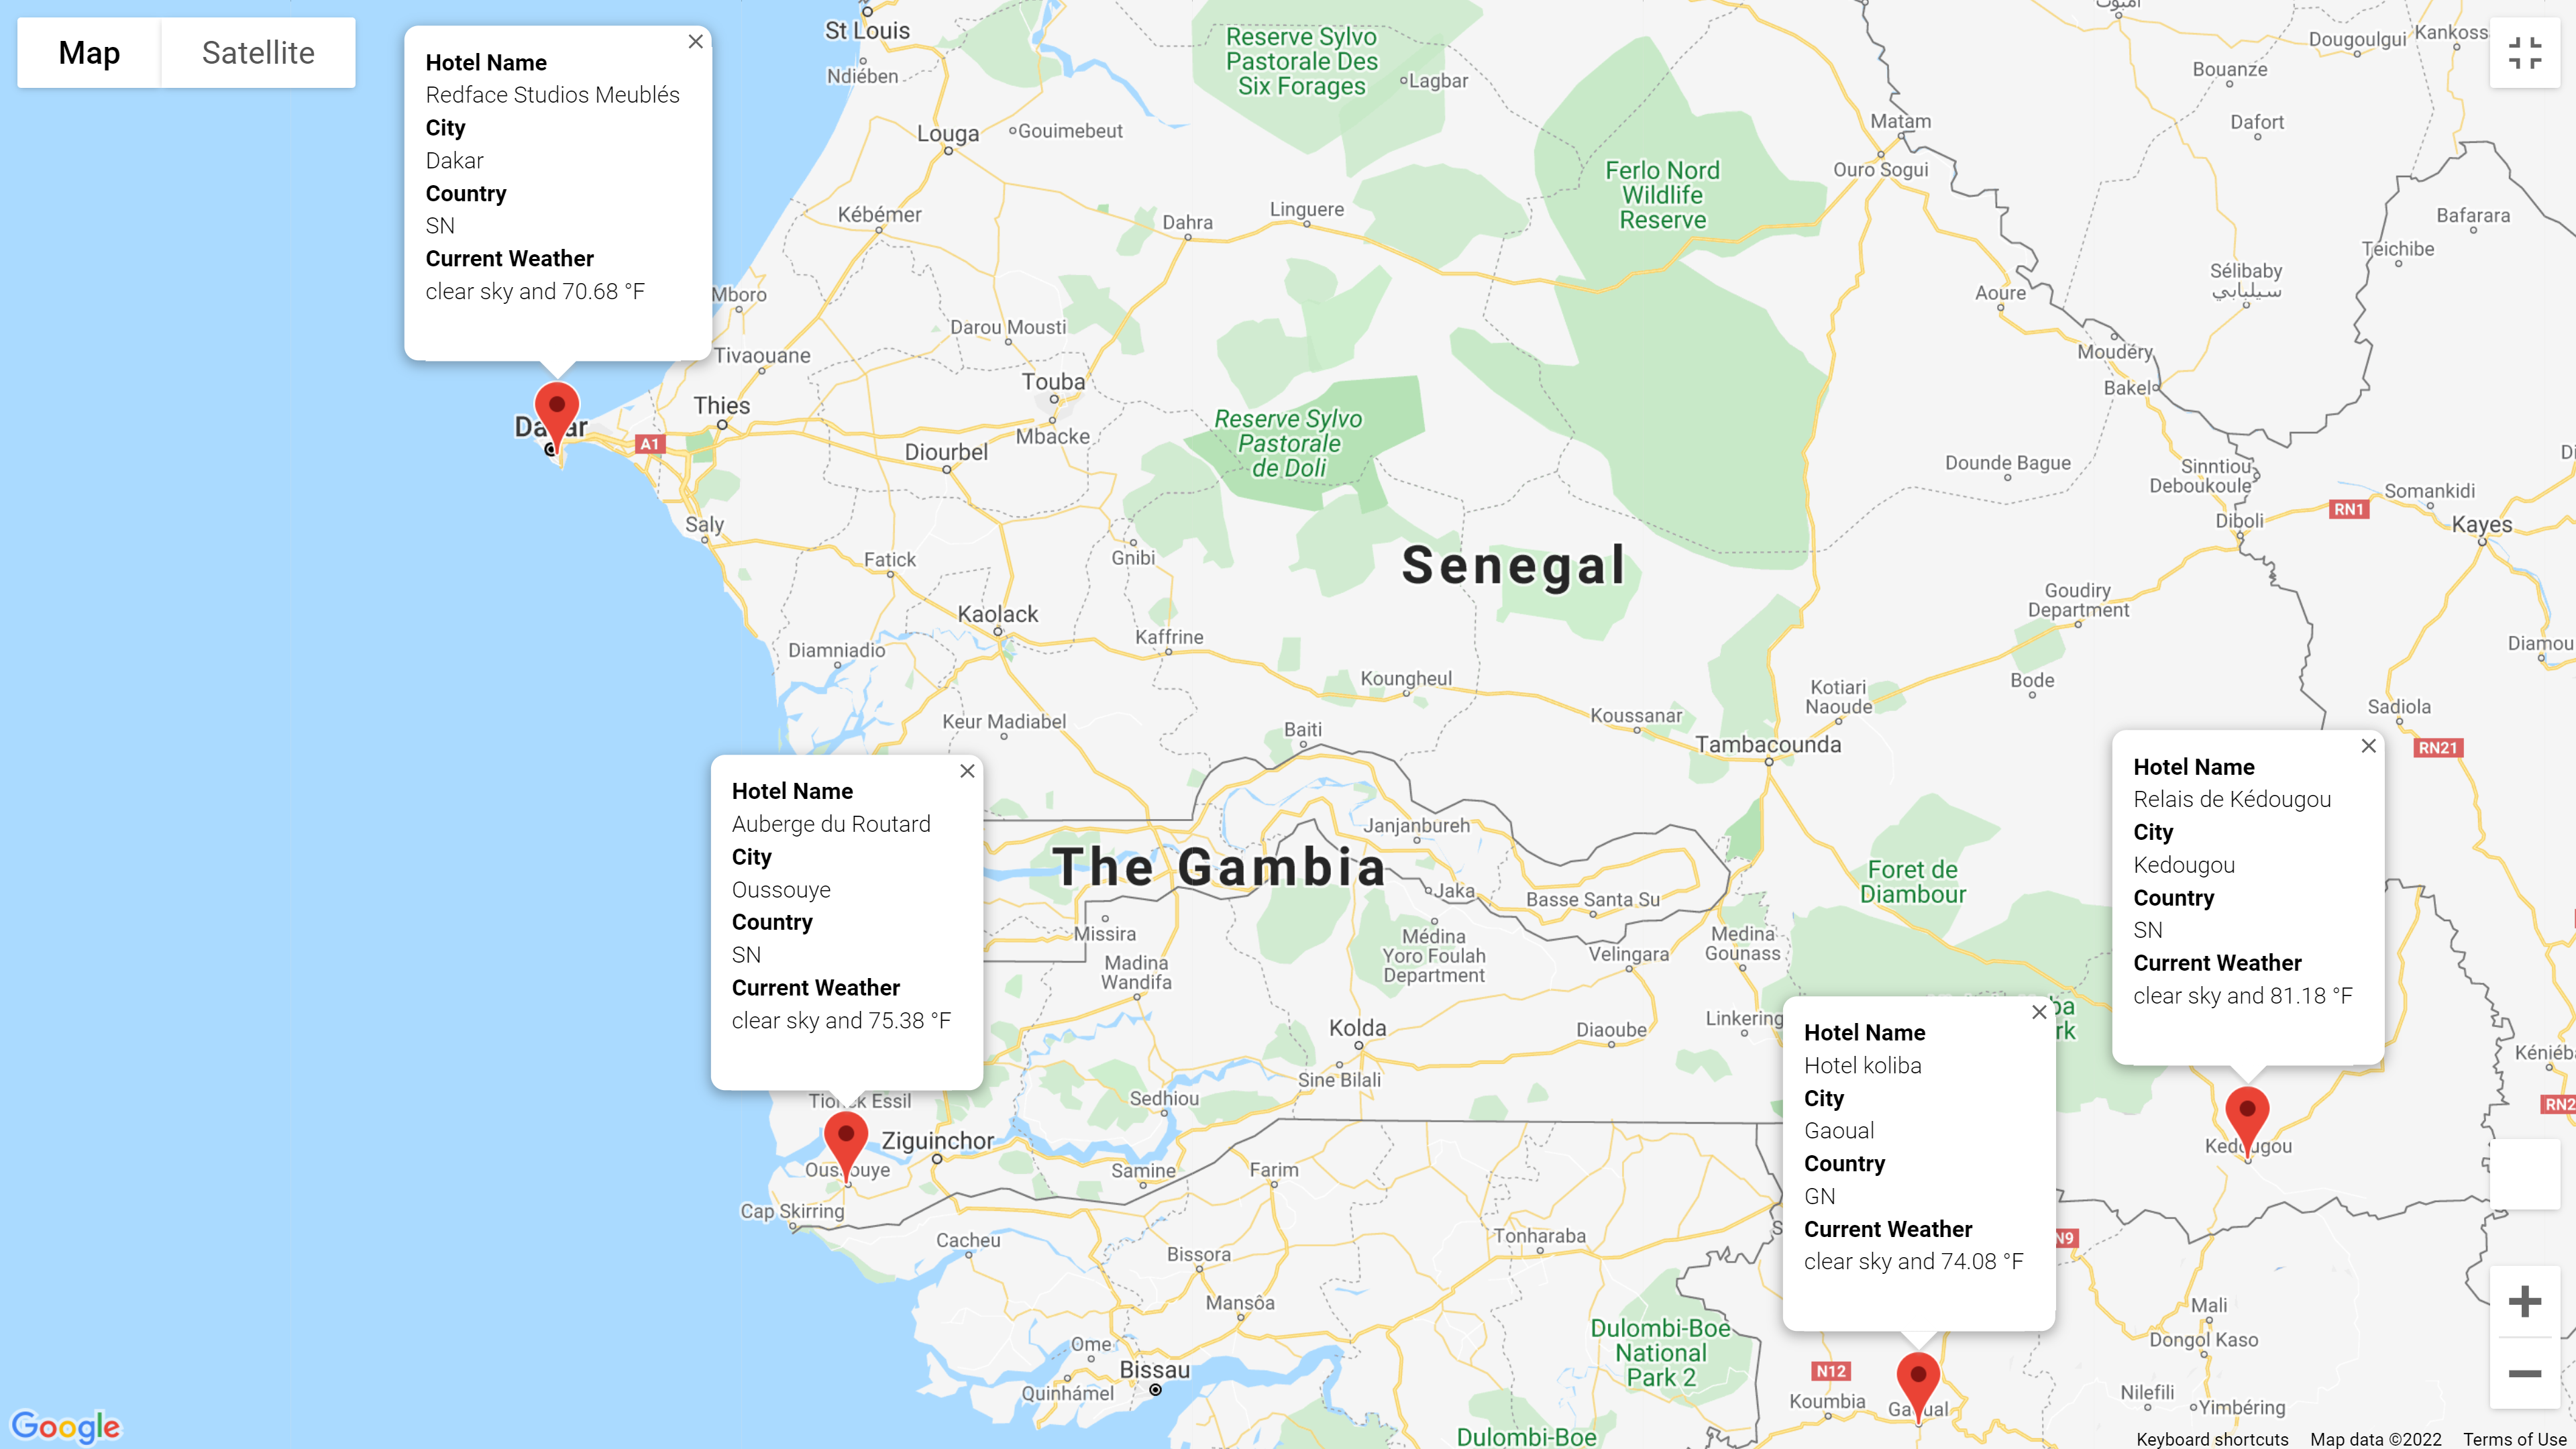 Map
Satellite
Hotel Name
Redface Studios Meublés
City
Dakar
Country
SN
Current Weather
clear sky and 70.68 °F
St Louis
Ndiében
Reserve Sylvo
Pastorale Des
Six Forages
Lagbar
Louga
Gouimebeut
Kébémer
Dahra
Linguere
Ferlo Nord
Wildlife
Reserve
Matam
Ouro Sogui
Dougoulgui
Kankoss
Bouanze
Dafort
Bafarara
Teichibe
Sélibaby
سيليبابي
Aoure
Moudéry
Bakel
Mboro
Darou Mousti
Tivaouane
Touba
Mbacke
Thies
Dakar
A1
Diourbel
Reserve Sylvo
Pastorale
de Doli
Dounde Bague
Sinntiou
Deboukoule
Somankidi
RN1
Diboli
Kayes
Saly
Fatick
Gnibi
Senegal
Goudiry
Department
Kaolack
Kaffrine
Diamniadio
Diamou
Koungheul
Kotiari
Naoude
Bode
Sadiola
Keur Madiabel
Baiti
Koussanar
Tambacounda
RN21
Hotel Name
Auberge du Routard
City
Oussouye
Country
SN
Current Weather
clear sky and 75.38 °F
Hotel Name
Relais de Kédougou
City
Kedougou
Country
SN
Current Weather
clear sky and 81.18 °F
Janjanbureh
The Gambia
Jaka
Basse Santa Su
Foret de
Diambour
Missira
Médina
Yoro Foulah
Department
Velingara
Medina
Gounass
Madina
Wandifa
Kolda
Diaoube
Linkering
ba
rk
Sine Bilali
Sedhiou
Hotel Name
Hotel koliba
City
Gaoual
Country
GN
Current Weather
clear sky and 74.08 °F
Kéniéb
RN2
Essil
Ziguinchor
Oussouye
Samine
Farim
Kedougou
Cap Skirring
Cacheu
Bissora
Tonharaba
S
N9
Mansôa
Mali
Dongol Kaso
Dulombi-Boe
National
Park 2
Ome
Bissau
Quinhámel
N12
Koumbia
Gaoual
Nilefili
Yimbéring
Dulombi-Boe
Google
Keyboard shortcuts
Map data ©2022
Terms of Use